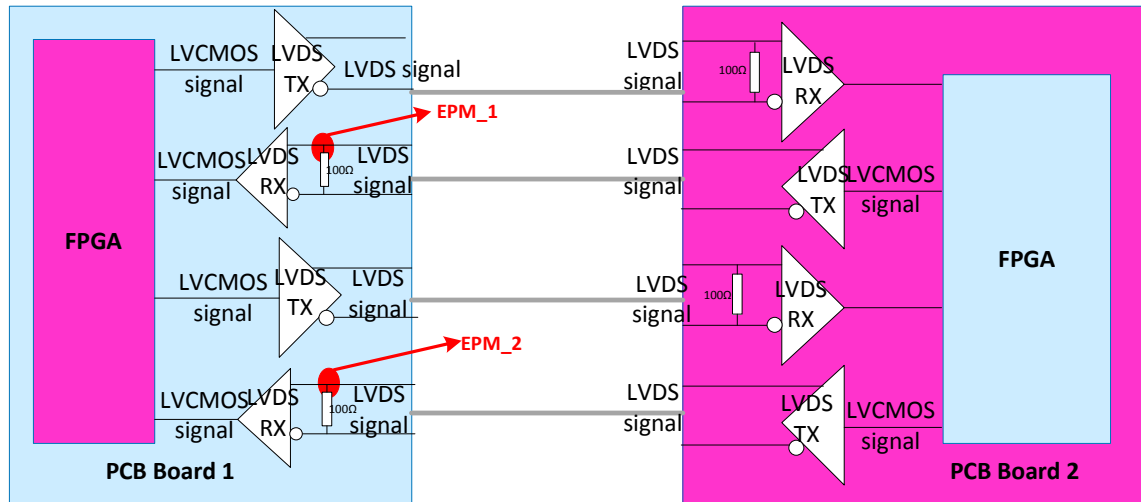 LVCMOS
signal
LVDS
TX
LVDS signal
EPM_1
LVCMOS
signal
LVDS
RX
100Ω
LVDS
signal
FPGA
LVCMOS
signal
LVDS
TX
LVDS
signal
EPM_2
LVCMOS
signal
LVDS
RX
100Ω
LVDS
signal
PCB Board 1
LVDS
signal
100Ω
LVDS
RX
LVDS
signal
LVDS
TX
LVCMOS
signal
LVDS
signal
100Ω
LVDS
RX
FPGA
LVDS
signal
LVDS
TX
LVCMOS
signal
PCB Board 2